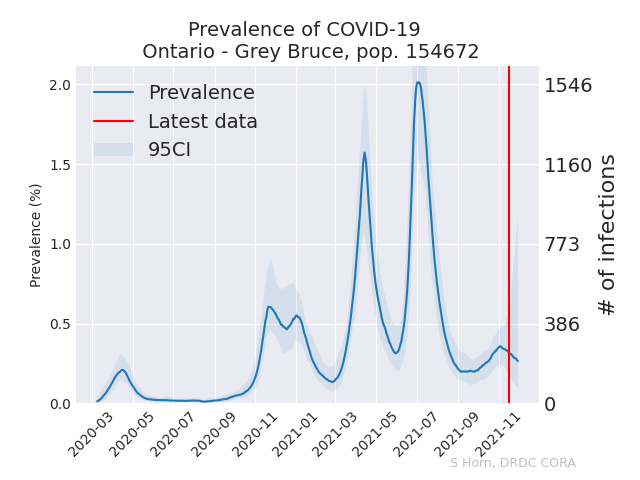 Prevalence of COVID-19
Ontario - Grey Bruce, pop. 154672
Prevalence
Latest data
95CI
Prevalence (%)
2.0
1.5
1.0
0.5
0.0
1546
1160
773
386
0
# of infections
2020-03
2020-05
2020-07
2020-09
2020-11
2021-01
2021-03
2021-05
2021-07
2021-09
2021-11
S Horn, DRDC CORA